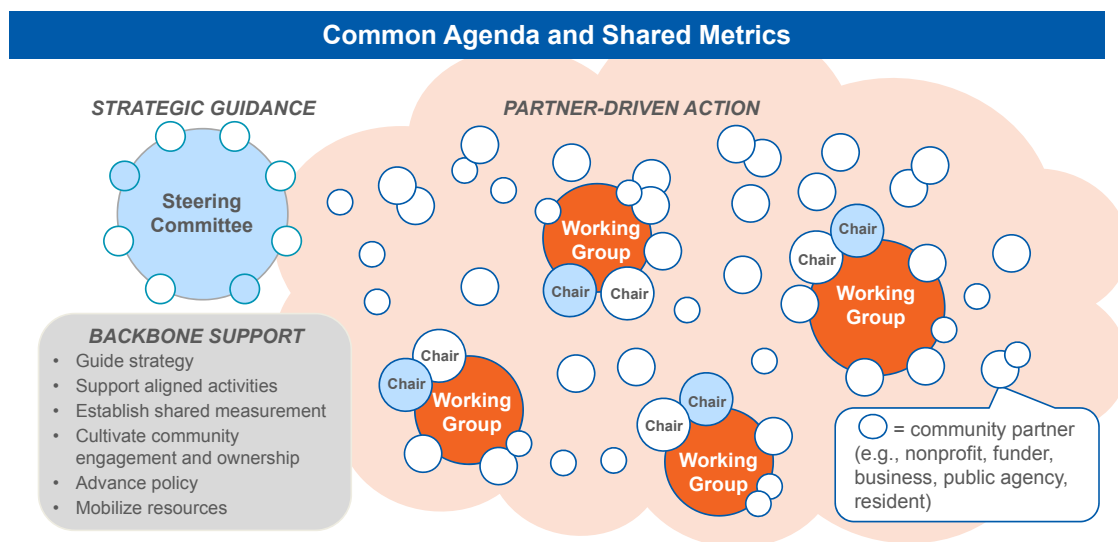 Common Agenda and Shared Metrics
STRATEGIC GUIDANCE
PARTNER-DRIVEN ACTION
Steering
Committee
Working
Group
Chair
Chair
Chair
Chair
Working
Group
BACKBONE SUPPORT
• Guide strategy
• Support aligned activities
• Establish shared measurement
• Cultivate community
engagement and ownership
• Advance policy
• Mobilize resources
Chair
Chair
Working
Group
Chair
Chair
Working
Group
= community partner
(e.g., nonprofit, funder,
business, public agency,
resident)